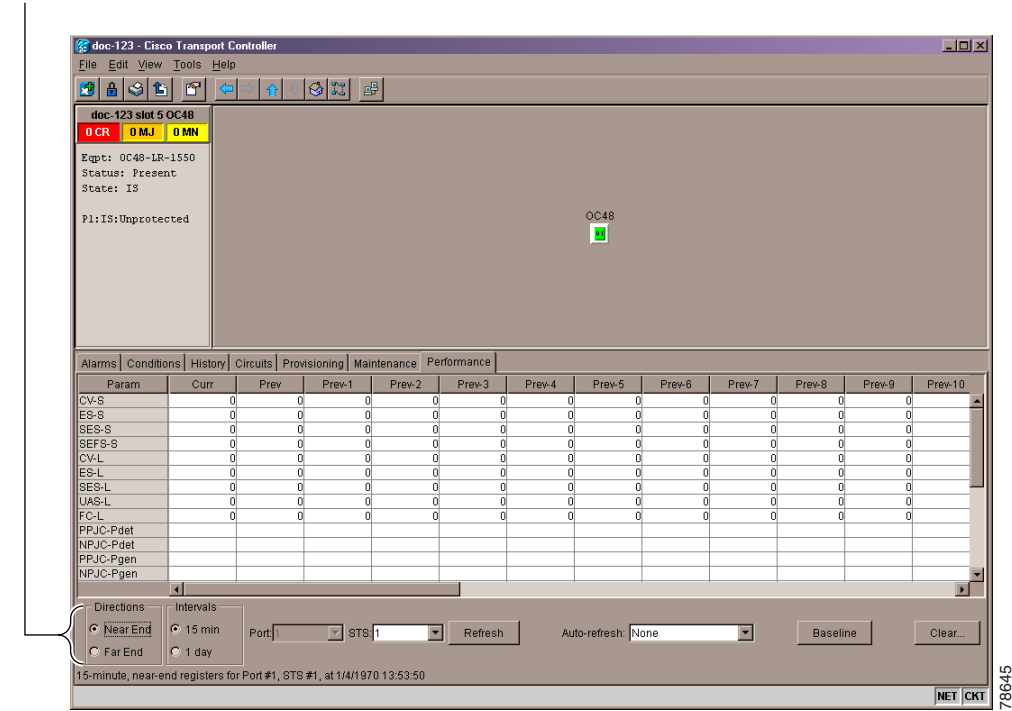 doc-123 - Cisco Transport Controller
File Edit View Tools Help
doc-123 slot 5 OC48
0 CR 0 MJ 0 MN
Eqpt: OC48-LR-1550
Status: Present
State: IS
P1:IS:Unprotected
OC48
01
Alarms Conditions History Circuits Provisioning Maintenance Performance
Param Curr Prev Prev-1 Prev-2 Prev-3 Prev-4 Prev-5 Prev-6 Prev-7 Prev-8 Prev-9 Prev-10
CV-S 0 0 0 0 0 0 0 0 0 0 0
ES-S 0 0 0 0 0 0 0 0 0 0 0
SES-S 0 0 0 0 0 0 0 0 0 0 0
SEFS-S 0 0 0 0 0 0 0 0 0 0 0
CV-L 0 0 0 0 0 0 0 0 0 0 0
ES-L 0 0 0 0 0 0 0 0 0 0 0
SES-L 0 0 0 0 0 0 0 0 0 0 0
UAS-L 0 0 0 0 0 0 0 0 0 0 0
FC-L 0 0 0 0 0 0 0 0 0 0 0
PPJC-Pdet
NPJC-Pdet
PPJC-Pgen
NPJC-Pgen
Directions Intervals
Near End 15 min Port: 1 STS: 1 Refresh Auto-refresh: None Baseline Clear...
Far End 1 day
15-minute, near-end registers for Port #1, STS #1, at 1/4/1970 13:53:50
NET CKT
78645